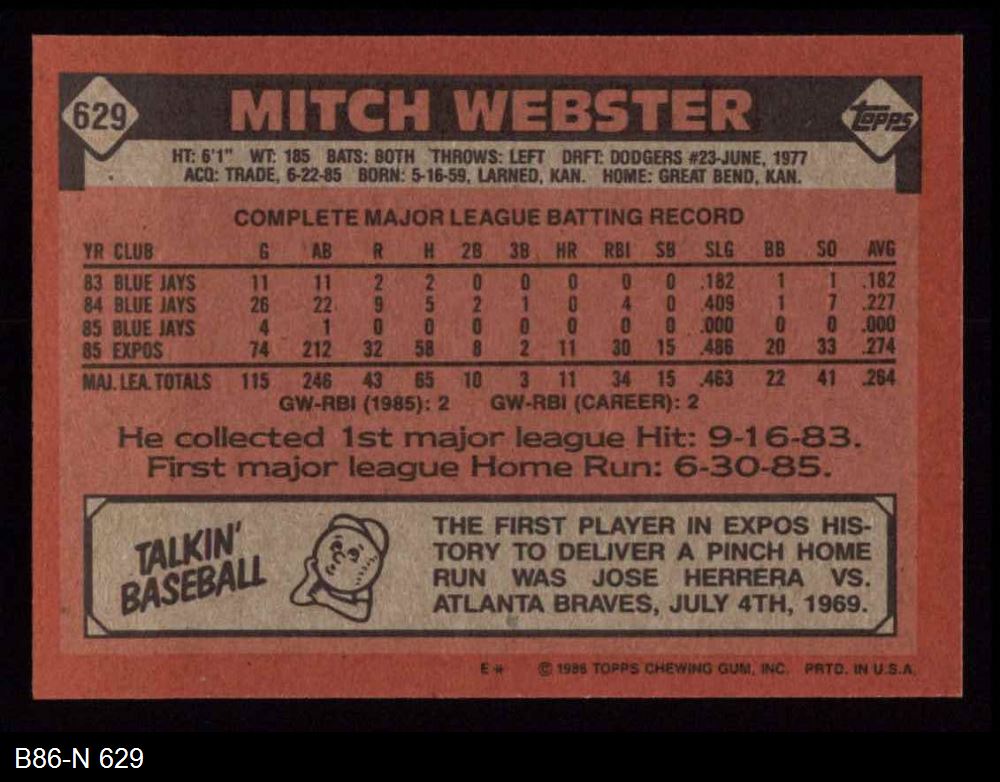 629 MITCH WEBSTER Topps
HT: 6'1" WT: 185 BATS: BOTH THROWS: LEFT DRFT: DODGERS #23-JUNE, 1977
ACQ: TRADE, 6-22-85 BORN: 5-16-59, LARNED, KAN. HOME: GREAT BEND, KAN.
COMPLETE MAJOR LEAGUE BATTING RECORD
YR CLUB G AB R H 2B 3B HR RBI SB SLG BB SO AVG
83 BLUE JAYS 11 11 2 2 0 0 0 0 0 .182 1 1 .182
84 BLUE JAYS 26 22 9 5 2 1 0 4 0 .409 1 7 .227
85 BLUE JAYS 4 1 0 0 0 0 0 0 0 .000 0 0 .000
85 EXPOS 74 212 32 58 8 2 11 30 15 .486 20 33 .274
MAJ. LEA. TOTALS 115 246 43 65 10 3 11 34 15 .463 22 41 .264
GW-RBI (1985): 2 GW-RBI (CAREER): 2
He collected 1st major league Hit: 9-16-83.
First major league Home Run: 6-30-85.
TALKIN'
BASEBALL
THE FIRST PLAYER IN EXPOS HIS-
TORY TO DELIVER A PINCH HOME
RUN WAS JOSE HERRERA VS.
ATLANTA BRAVES, JULY 4TH, 1969.
E* © 1986 TOPPS CHEWING GUM, INC. PRTD. IN U.S.A.
B86-N 629